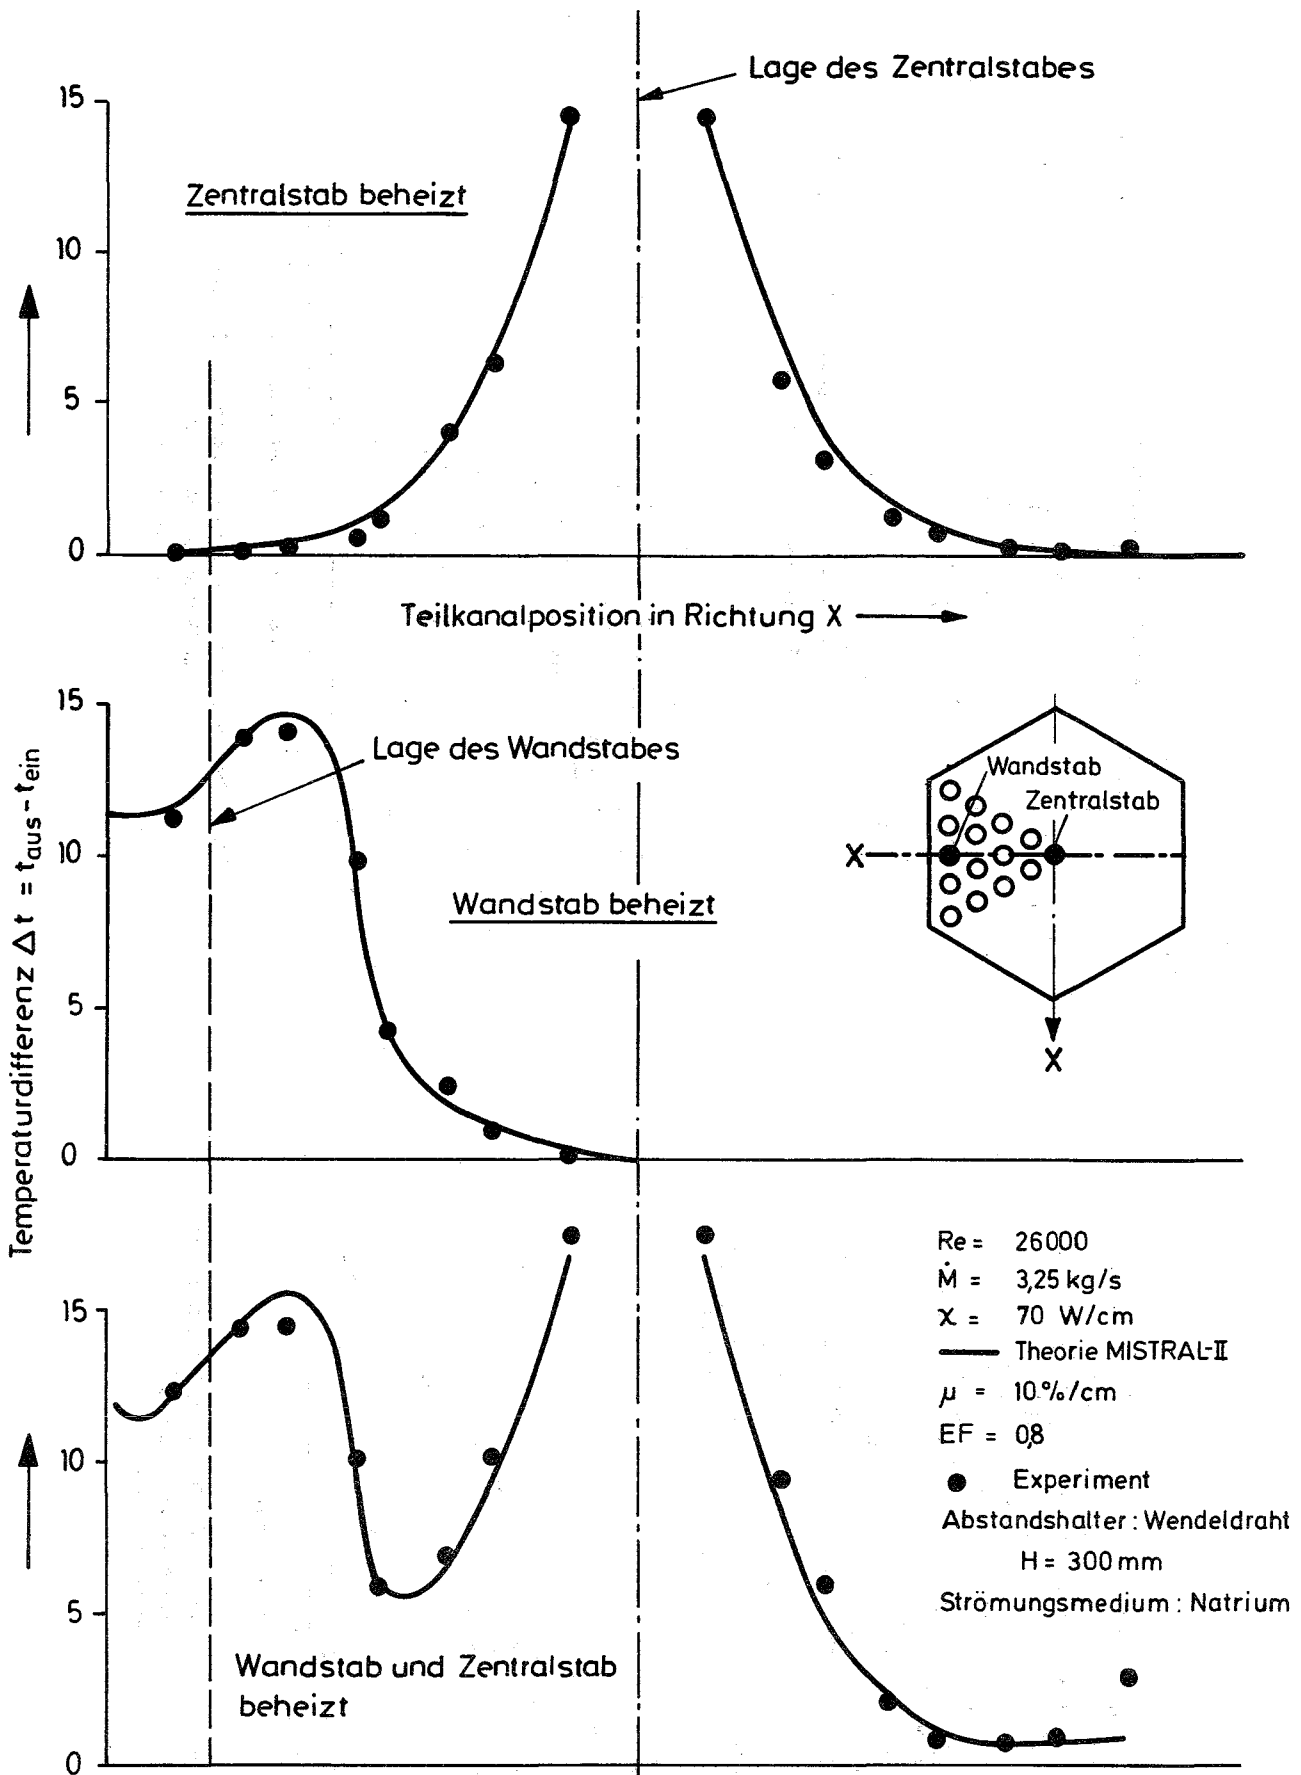 Lage des Zentralstabes
15
Zentralstab beheizt
10
5
0
Teilkanalposition in Richtung X
Temperaturdifferenz Δt = t_aus - t_ein
15
Lage des Wandstabes
10
Wandstab beheizt
5
0
Wandstab
Zentralstab
X
X
15
10
5
0
Wandstab und Zentralstab
beheizt
Re = 26000
Ṁ = 3,25 kg/s
χ = 70 W/cm
Theorie MISTRAL-II
μ = 10 %/cm
EF = 0,8
Experiment
Abstandshalter : Wendeldraht
H = 300 mm
Strömungsmedium : Natrium